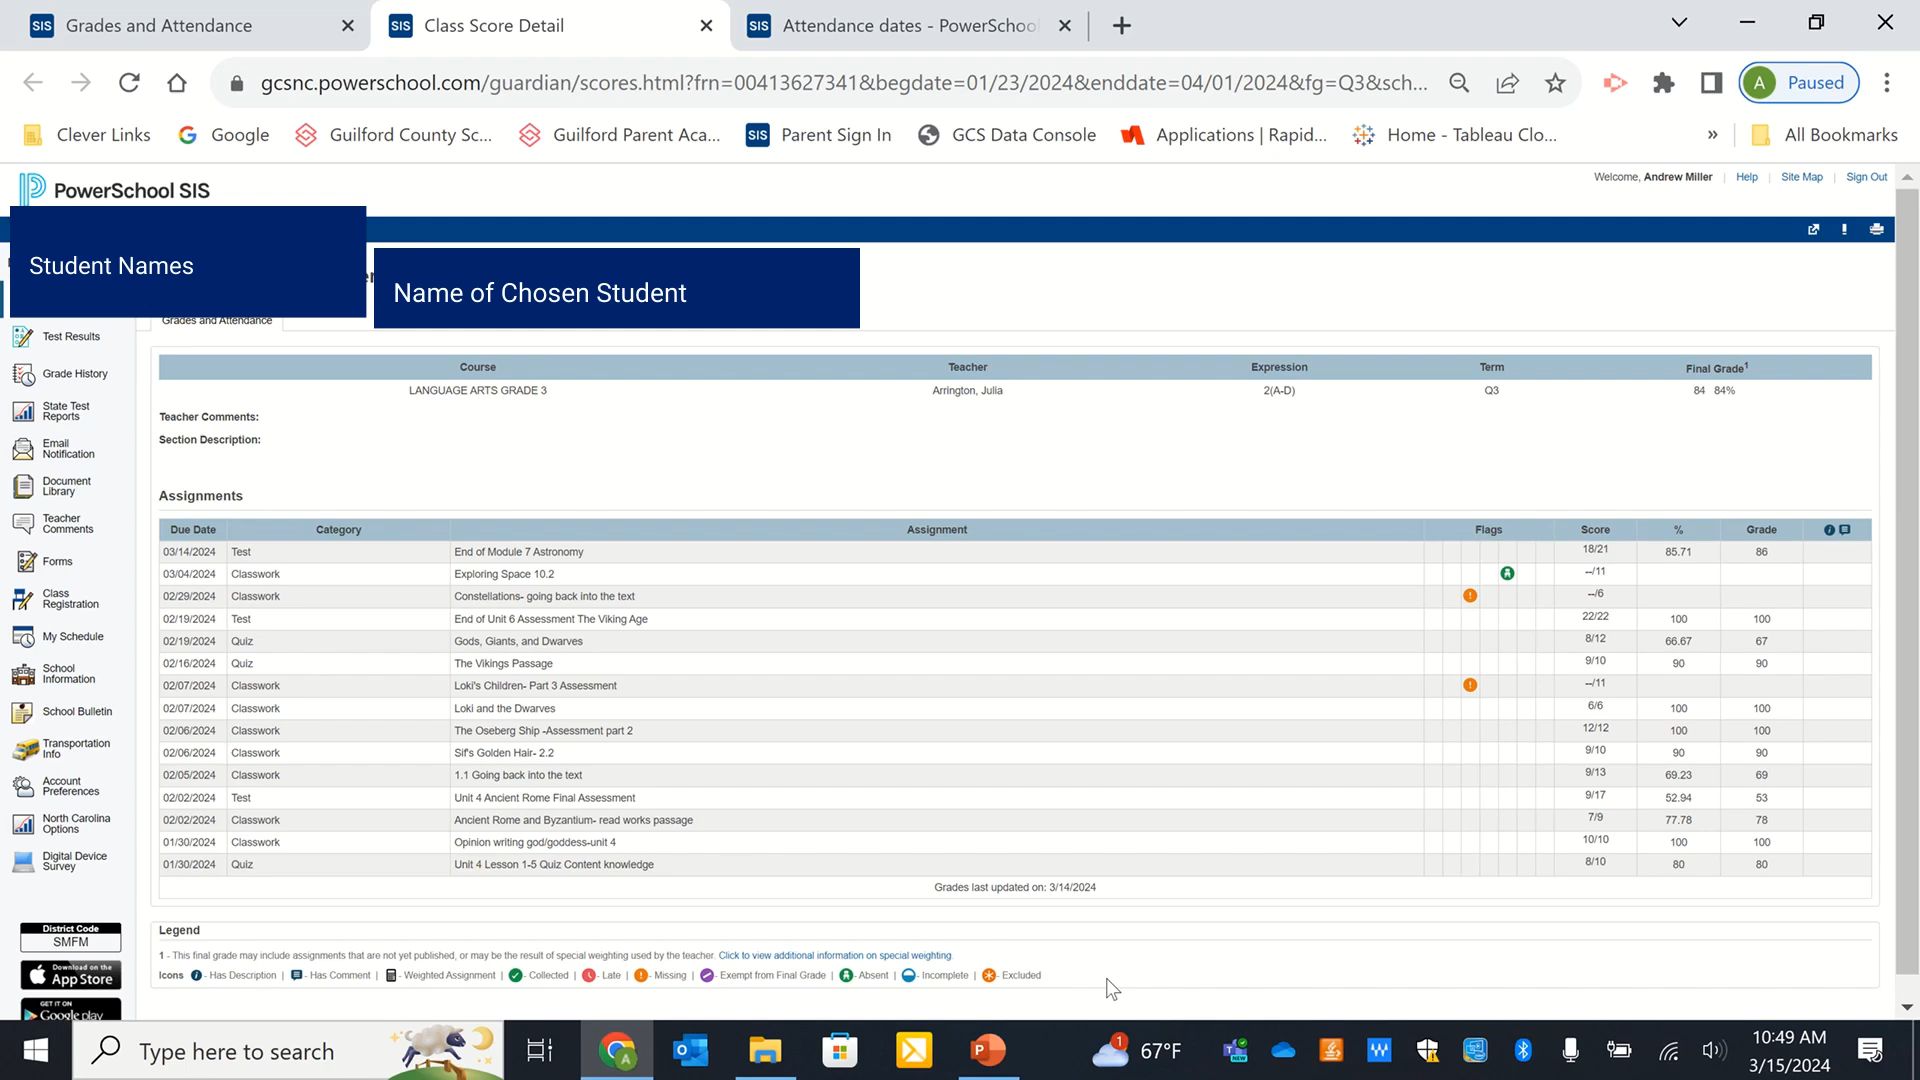 SIS Grades and Attendance
SIS Class Score Detail
SIS Attendance dates - PowerSchoo
gcsnc.powerschool.com/guardian/scores.html?frn=00413627341&begdate=01/23/2024&enddate=04/01/2024&fg=Q3&sch...
A Paused
Clever Links
Google
Guilford County Sc...
Guilford Parent Aca...
SIS Parent Sign In
GCS Data Console
Applications | Rapid...
Home - Tableau Clo...
»
All Bookmarks
PowerSchool SIS
Welcome, Andrew Miller | Help | Site Map | Sign Out
Student Names
Name of Chosen Student
Grades and Attendance
Test Results
Grade History
State Test
Reports
Email
Notification
Document
Library
Teacher
Comments
Forms
Class
Registration
My Schedule
School
Information
School Bulletin
Transportation
Info
Account
Preferences
North Carolina
Options
Digital Device
Survey
District Code
SMFM
Download on the
App Store
GET IT ON
Google play
Course Teacher Expression Term Final Grade1
LANGUAGE ARTS GRADE 3 Arrington, Julia 2(A-D) Q3 84 84%
Teacher Comments:
Section Description:
Assignments
Due Date Category Assignment Flags Score % Grade
03/14/2024 Test End of Module 7 Astronomy 18/21 85.71 86
03/04/2024 Classwork Exploring Space 10.2 --/11
02/29/2024 Classwork Constellations- going back into the text --/6
02/19/2024 Test End of Unit 6 Assessment The Viking Age 22/22 100 100
02/19/2024 Quiz Gods, Giants, and Dwarves 8/12 66.67 67
02/16/2024 Quiz The Vikings Passage 9/10 90 90
02/07/2024 Classwork Loki's Children- Part 3 Assessment --/11
02/07/2024 Classwork Loki and the Dwarves 6/6 100 100
02/06/2024 Classwork The Oseberg Ship -Assessment part 2 12/12 100 100
02/06/2024 Classwork Sif's Golden Hair- 2.2 9/10 90 90
02/05/2024 Classwork 1.1 Going back into the text 9/13 69.23 69
02/02/2024 Test Unit 4 Ancient Rome Final Assessment 9/17 52.94 53
02/02/2024 Classwork Ancient Rome and Byzantium- read works passage 7/9 77.78 78
01/30/2024 Classwork Opinion writing god/goddess-unit 4 10/10 100 100
01/30/2024 Quiz Unit 4 Lesson 1-5 Quiz Content knowledge 8/10 80 80
Grades last updated on: 3/14/2024
Legend
1 - This final grade may include assignments that are not yet published, or may be the result of special weighting used by the teacher. Click to view additional information on special weighting.
Icons - Has Description | - Has Comment | - Weighted Assignment | - Collected | - Late | - Missing | - Exempt from Final Grade | - Absent | - Incomplete | - Excluded
Type here to search
1
67°F
NEW
10:49 AM
3/15/2024